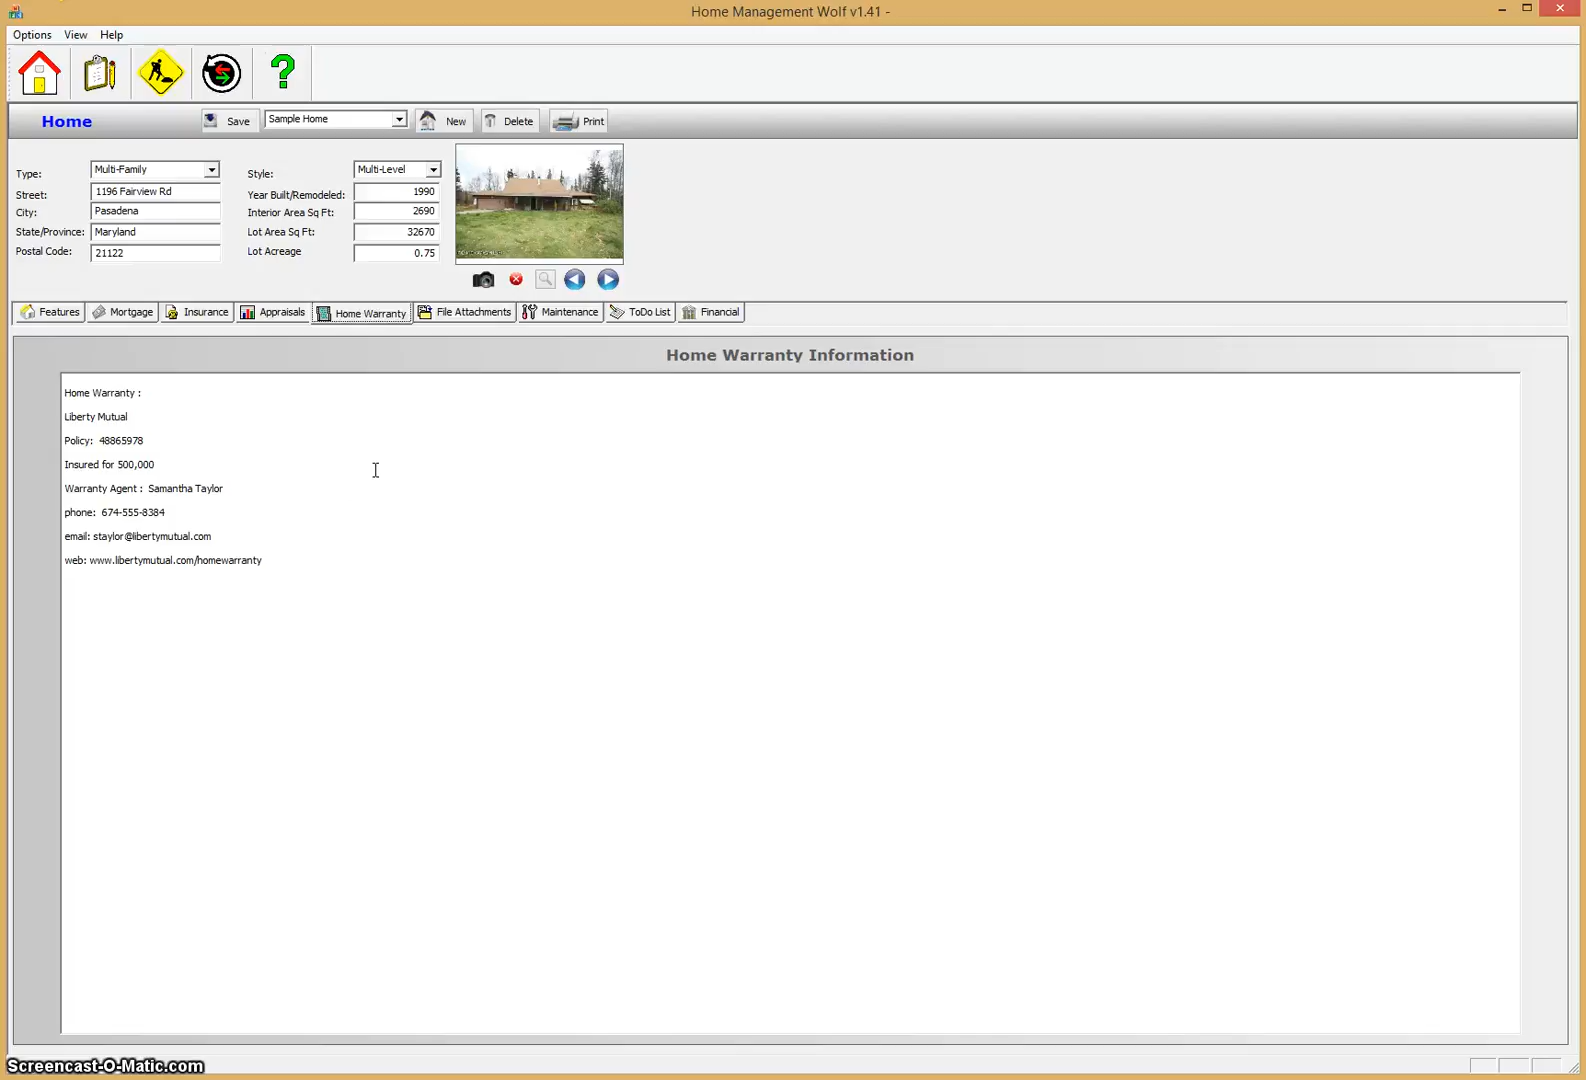 Home Management Wolf v1.41 -
Options View Help
Home Save Sample Home New Delete Print
Type: Multi-Family Style: Multi-Level
Street: 1196 Fairview Rd Year Built/Remodeled: 1990
City: Pasadena Interior Area Sq Ft: 2690
State/Province: Maryland Lot Area Sq Ft: 32670
Postal Code: 21122 Lot Acreage 0.75
Features Mortgage Insurance Appraisals Home Warranty File Attachments Maintenance ToDo List Financial
Home Warranty Information
Home Warranty :
Liberty Mutual
Policy: 48865978
Insured for 500,000
Warranty Agent : Samantha Taylor
phone: 674-555-8384
email: staylor@libertymutual.com
web: www.libertymutual.com/homewarranty
Screencast-O-Matic.com